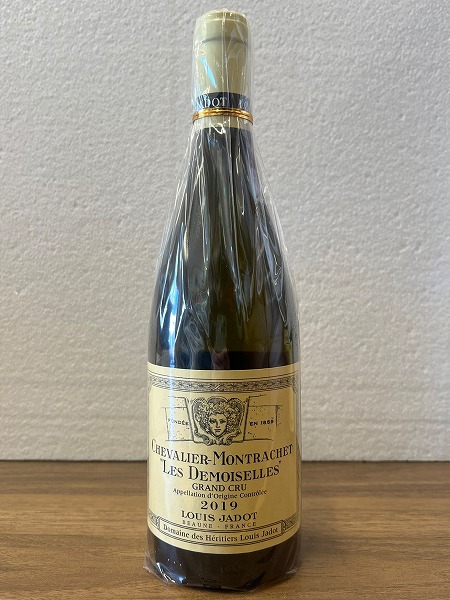 JADOT
FONDÉE EN 1859
CHEVALIER-MONTRACHET
"LES DEMOISELLES"
GRAND CRU
Appellation d'Origine Contrôlée
2019
LOUIS JADOT
BEAUNE - FRANCE
Domaine des Héritiers Louis Jadot